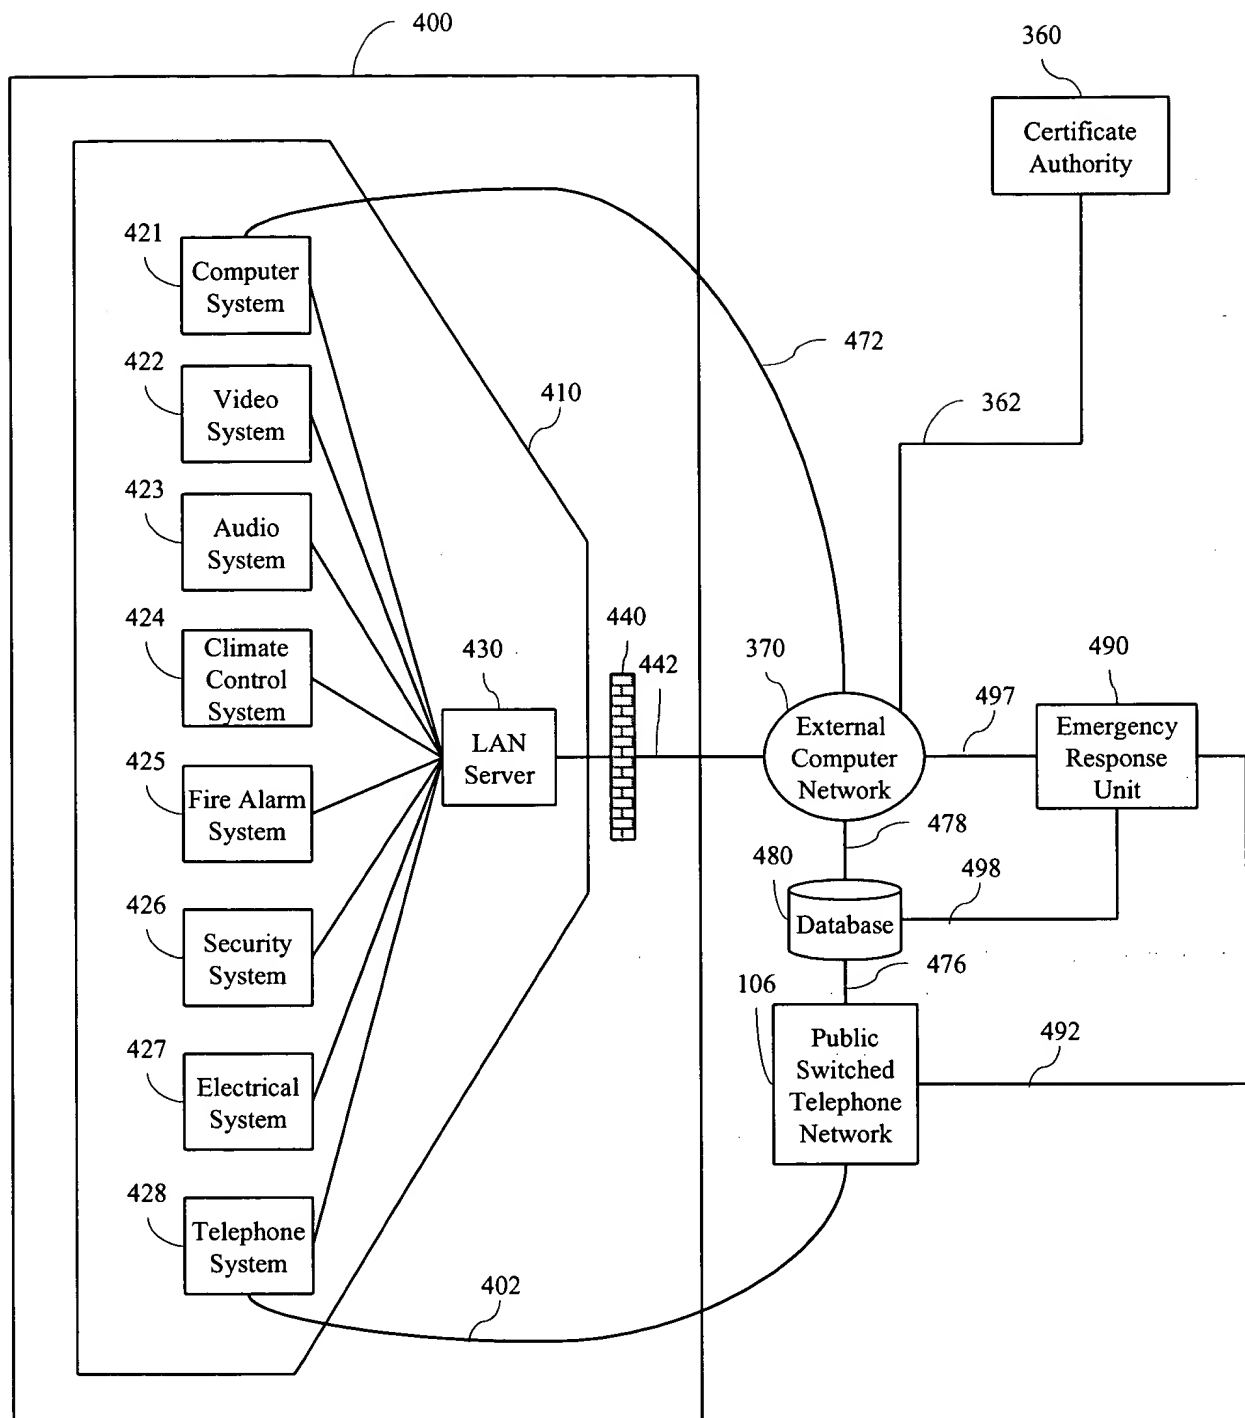 400
360
Certificate
Authority
421
Computer
System
472
422
Video
System
410
362
423
Audio
System
424
Climate
Control
System
430
LAN
Server
440
442
370
External
Computer
Network
497
490
Emergency
Response
Unit
425
Fire Alarm
System
478
480
Database
498
426
Security
System
476
106
Public
Switched
Telephone
Network
492
427
Electrical
System
428
Telephone
System
402